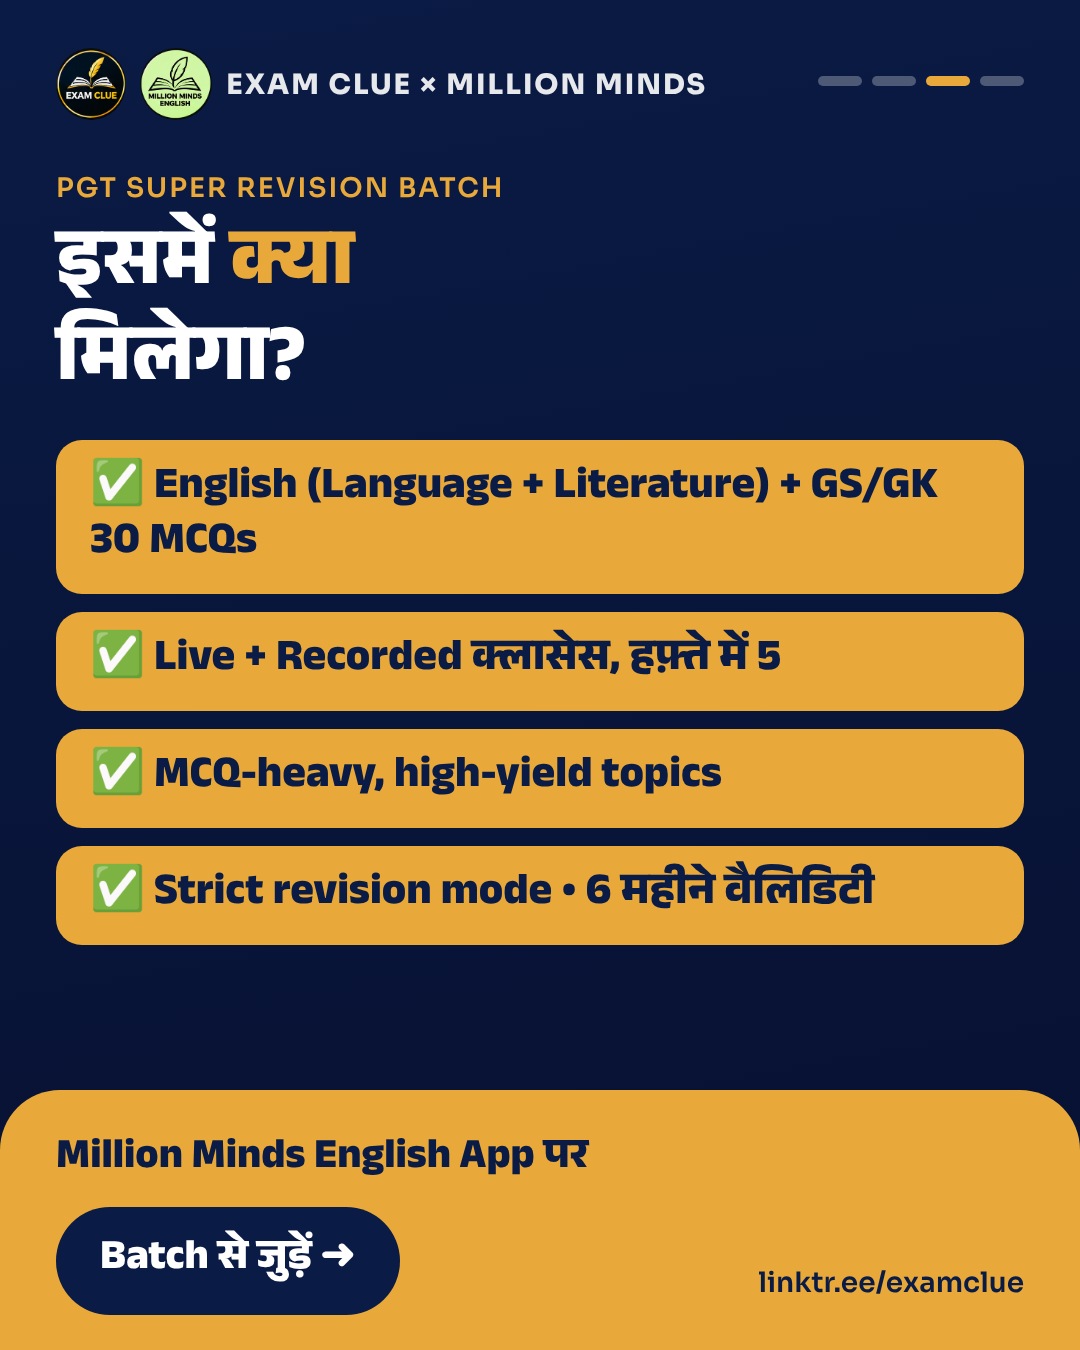 EXAM CLUE
MILLION MINDS
ENGLISH
EXAM CLUE × MILLION MINDS
PGT SUPER REVISION BATCH
इसमें क्या
मिलेगा?
✅ English (Language + Literature) + GS/GK
30 MCQs
✅ Live + Recorded क्लासेस, हफ़्ते में 5
✅ MCQ-heavy, high-yield topics
✅ Strict revision mode • 6 महीने वैलिडिटी
Million Minds English App पर
Batch से जुड़ें →
linktr.ee/examclue